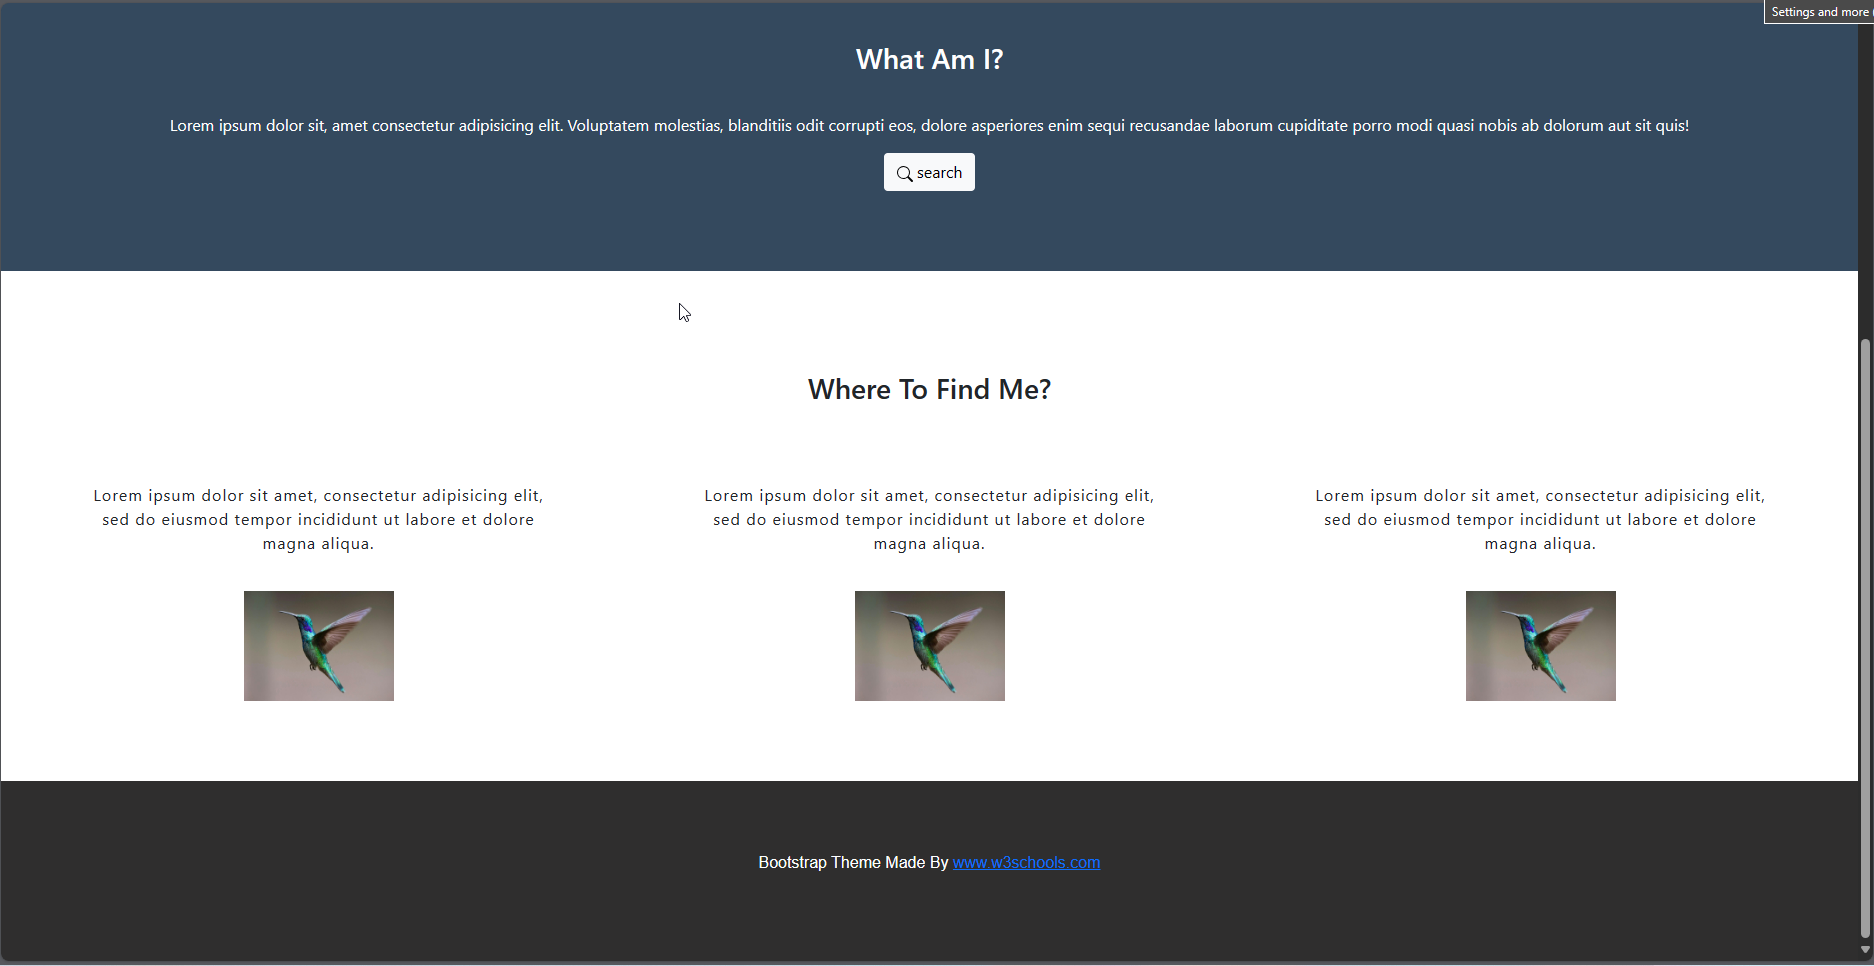 Settings and more
What Am I?
Lorem ipsum dolor sit, amet consectetur adipisicing elit. Voluptatem molestias, blanditiis odit corrupti eos, dolore asperiores enim sequi recusandae laborum cupiditate porro modi quasi nobis ab dolorum aut sit quis!
search
Where To Find Me?
Lorem ipsum dolor sit amet, consectetur adipisicing elit,
sed do eiusmod tempor incididunt ut labore et dolore
magna aliqua.
Lorem ipsum dolor sit amet, consectetur adipisicing elit,
sed do eiusmod tempor incididunt ut labore et dolore
magna aliqua.
Lorem ipsum dolor sit amet, consectetur adipisicing elit,
sed do eiusmod tempor incididunt ut labore et dolore
magna aliqua.
Bootstrap Theme Made By www.w3schools.com